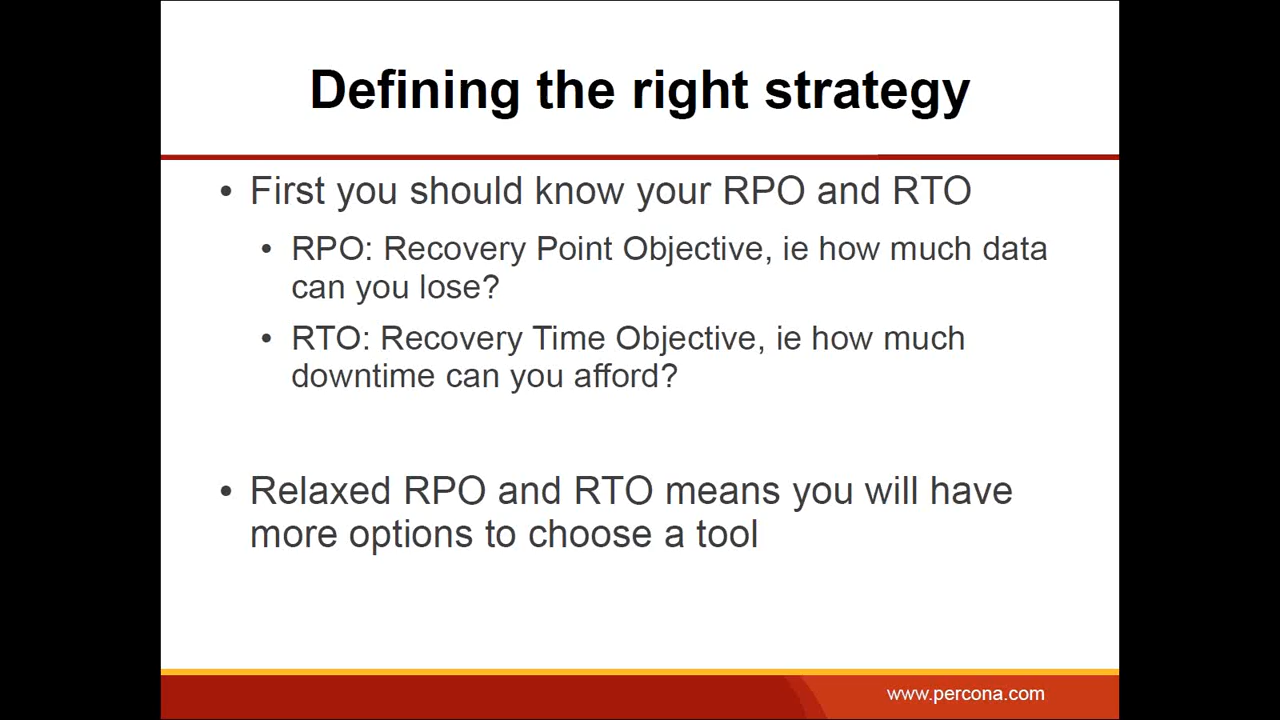 Defining the right strategy
• First you should know your RPO and RTO
• RPO: Recovery Point Objective, ie how much data
can you lose?
• RTO: Recovery Time Objective, ie how much
downtime can you afford?
• Relaxed RPO and RTO means you will have
more options to choose a tool
www.percona.com